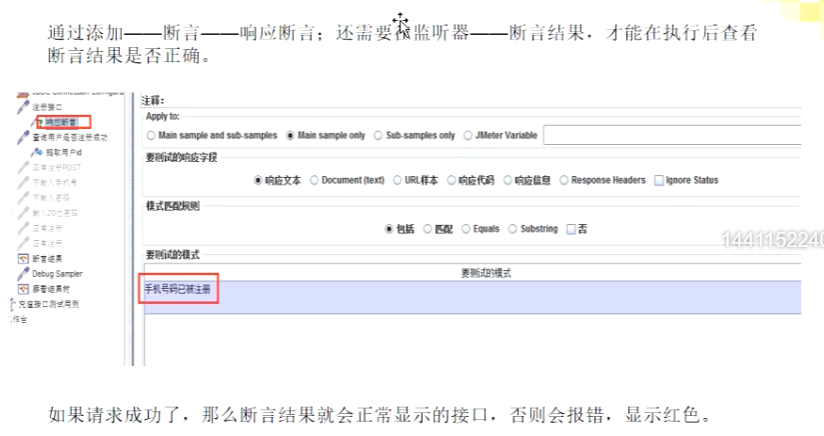 通过添加——断言——响应断言；还需要在监听器——断言结果，才能在执行后查看
断言结果是否正确。
JDBC Connection Configura
注册接口
响应断言
查询用户是否注册成功
提取用户id
正常注册POST
不输入手机号
不输入密码
输入20位密码
正常注册
正常注册
断言结果
Debug Sampler
察看结果树
充值接口测试用例
工作台
注释：
Apply to:
Main sample and sub-samples Main sample only Sub-samples only JMeter Variable
要测试的响应字段
响应文本 Document (text) URL样本 响应代码 响应信息 Response Headers Ignore Status
模式匹配规则
包括 匹配 Equals Substring 否
要测试的模式
要测试的模式
手机号码已被注册
1441152240
如果请求成功了，那么断言结果就会正常显示的接口，否则会报错，显示红色。